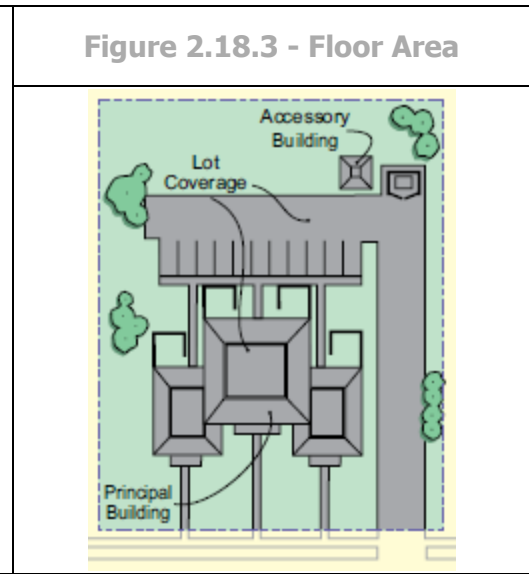 Figure 2.18.3 - Floor Area
Accessory
Building
Lot
Coverage
Principal
Building